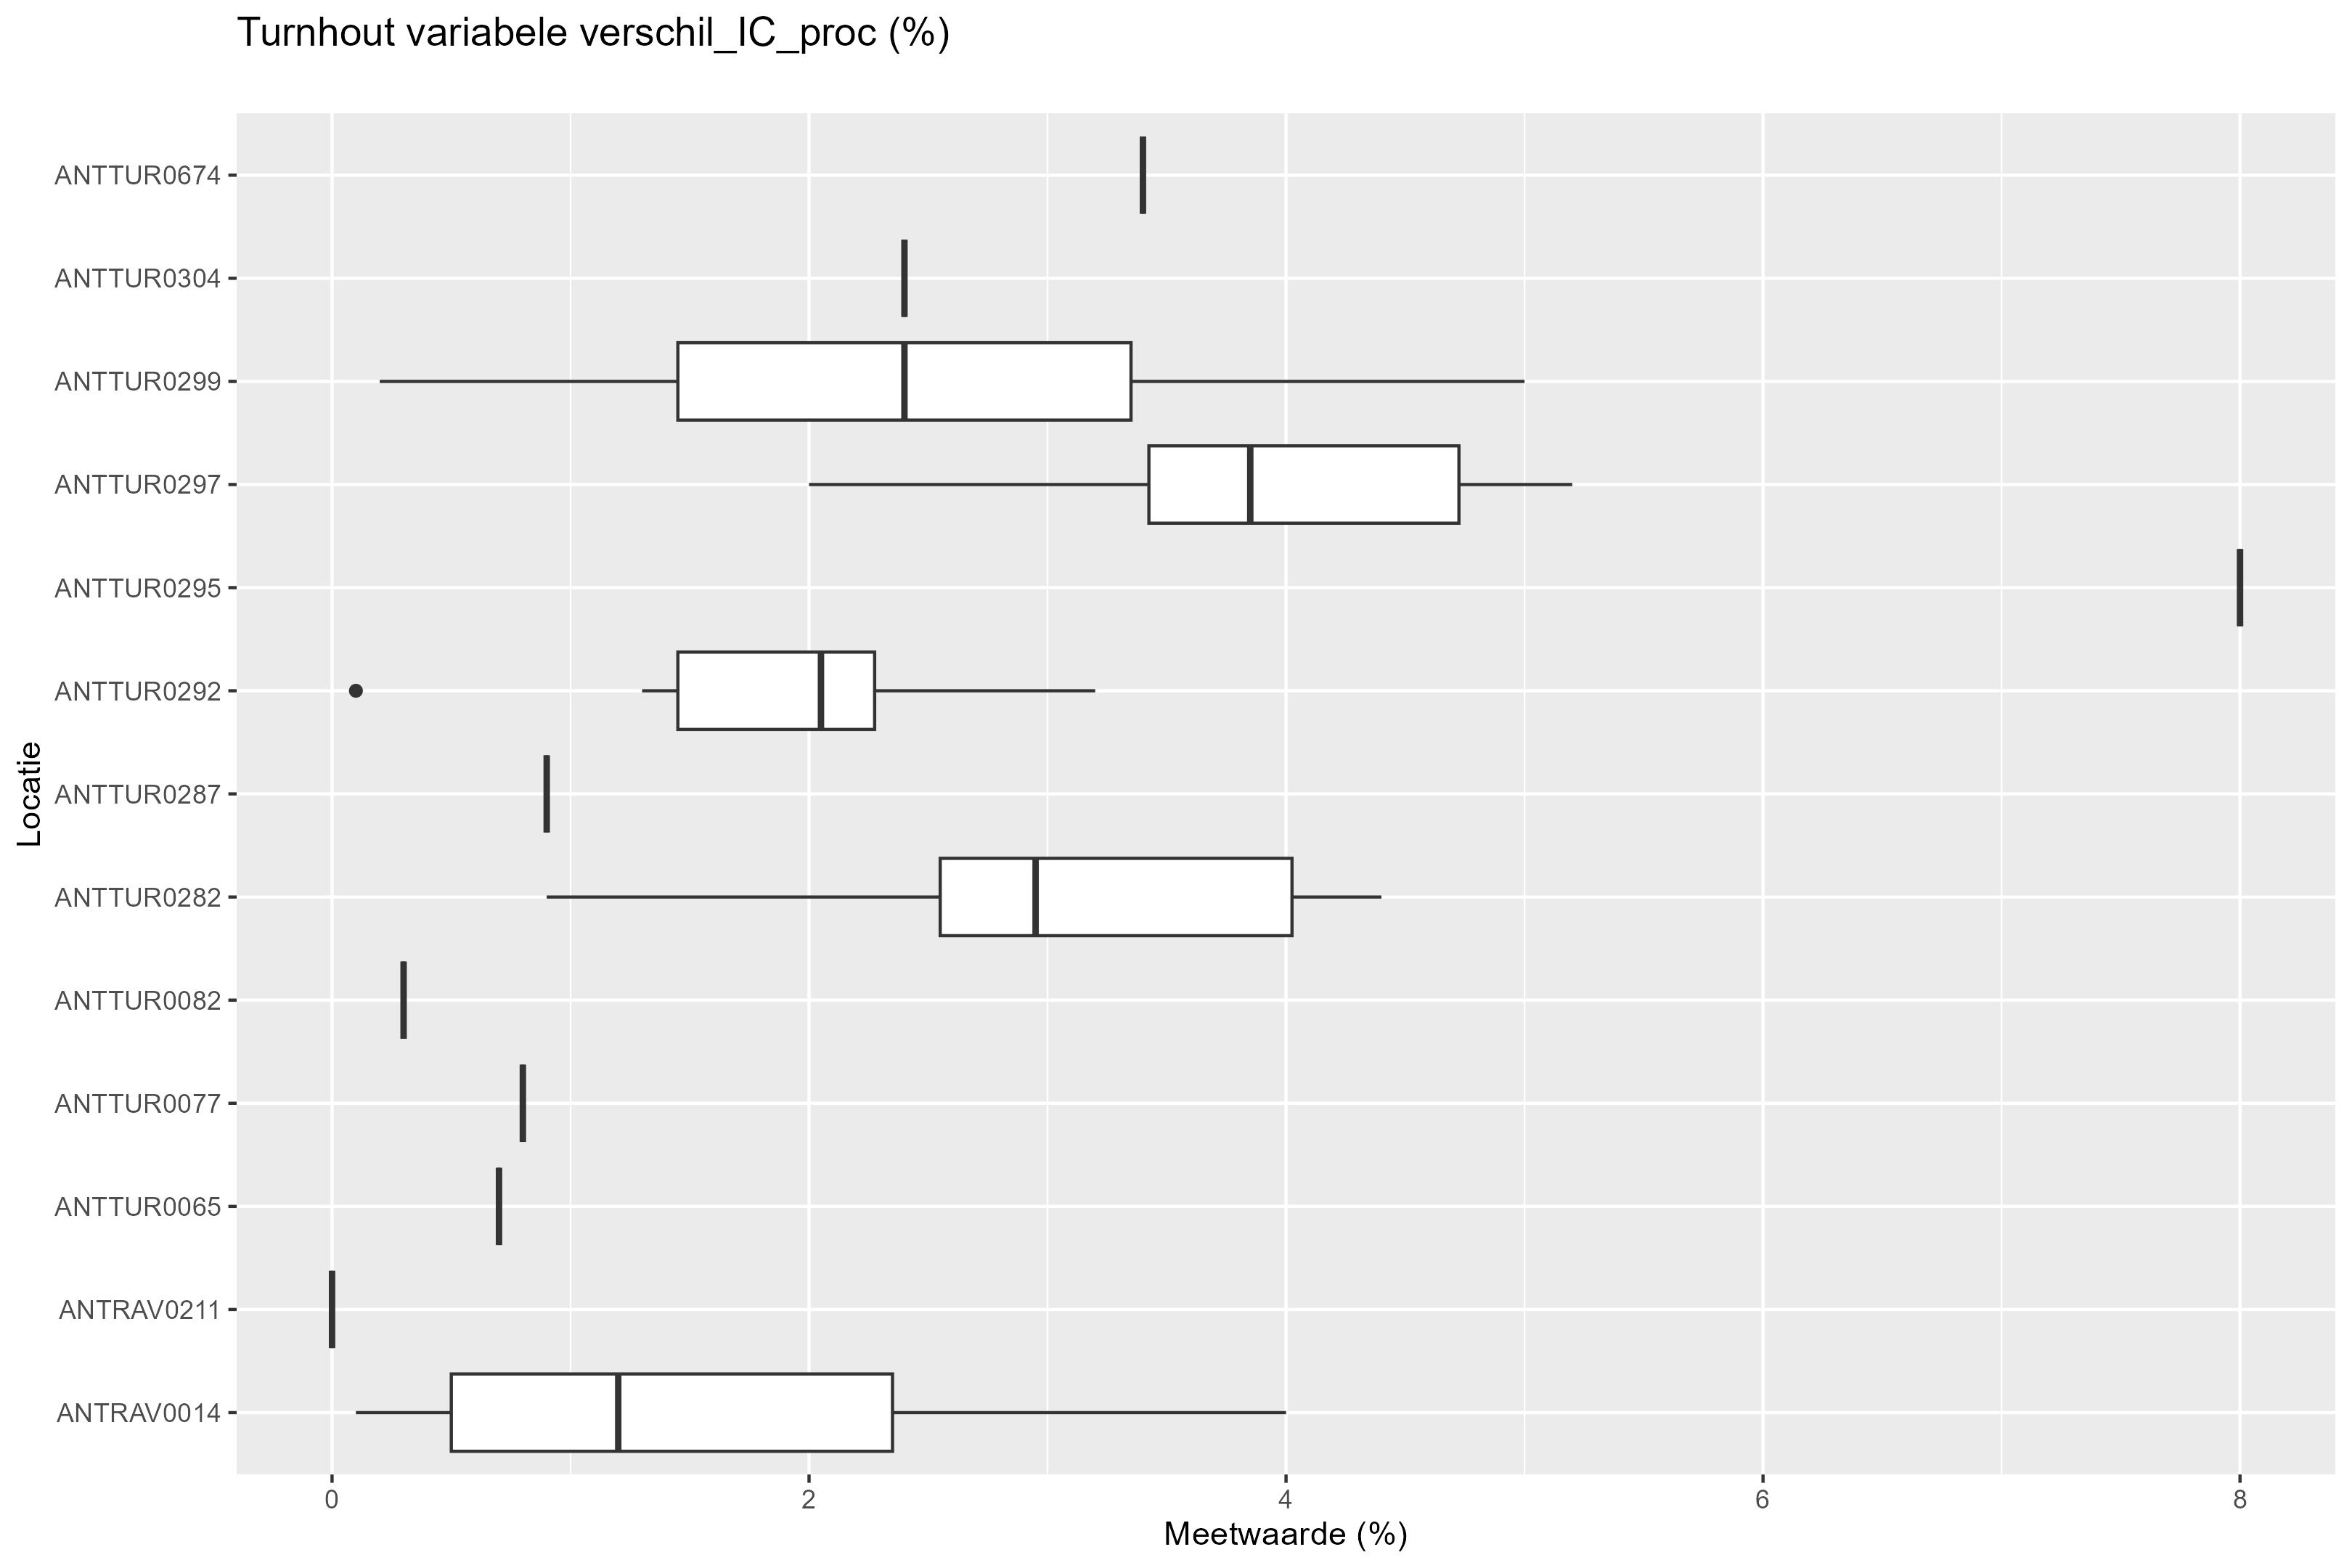 Turnhout variabele verschil_IC_proc (%)
ANTTUR0674
ANTTUR0304
ANTTUR0299
ANTTUR0297
ANTTUR0295
ANTTUR0292
ANTTUR0287
ANTTUR0282
ANTTUR0082
ANTTUR0077
ANTTUR0065
ANTRAV0211
ANTRAV0014
Locatie
0 2 4 6 8
Meetwaarde (%)